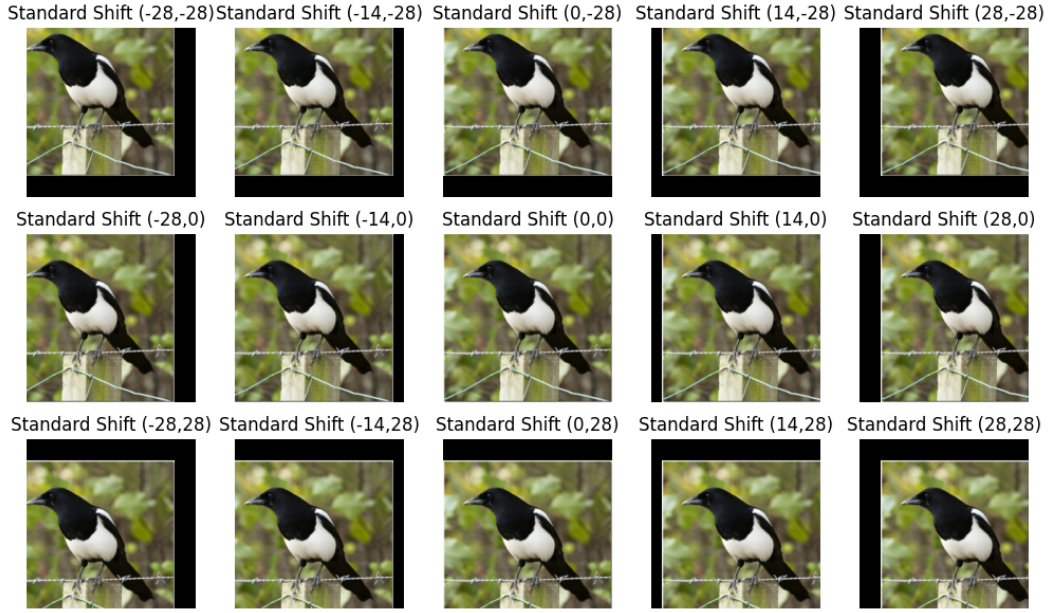 Standard Shift (-28,-28)
Standard Shift (-14,-28)
Standard Shift (0,-28)
Standard Shift (14,-28)
Standard Shift (28,-28)
Standard Shift (-28,0)
Standard Shift (-14,0)
Standard Shift (0,0)
Standard Shift (14,0)
Standard Shift (28,0)
Standard Shift (-28,28)
Standard Shift (-14,28)
Standard Shift (0,28)
Standard Shift (14,28)
Standard Shift (28,28)